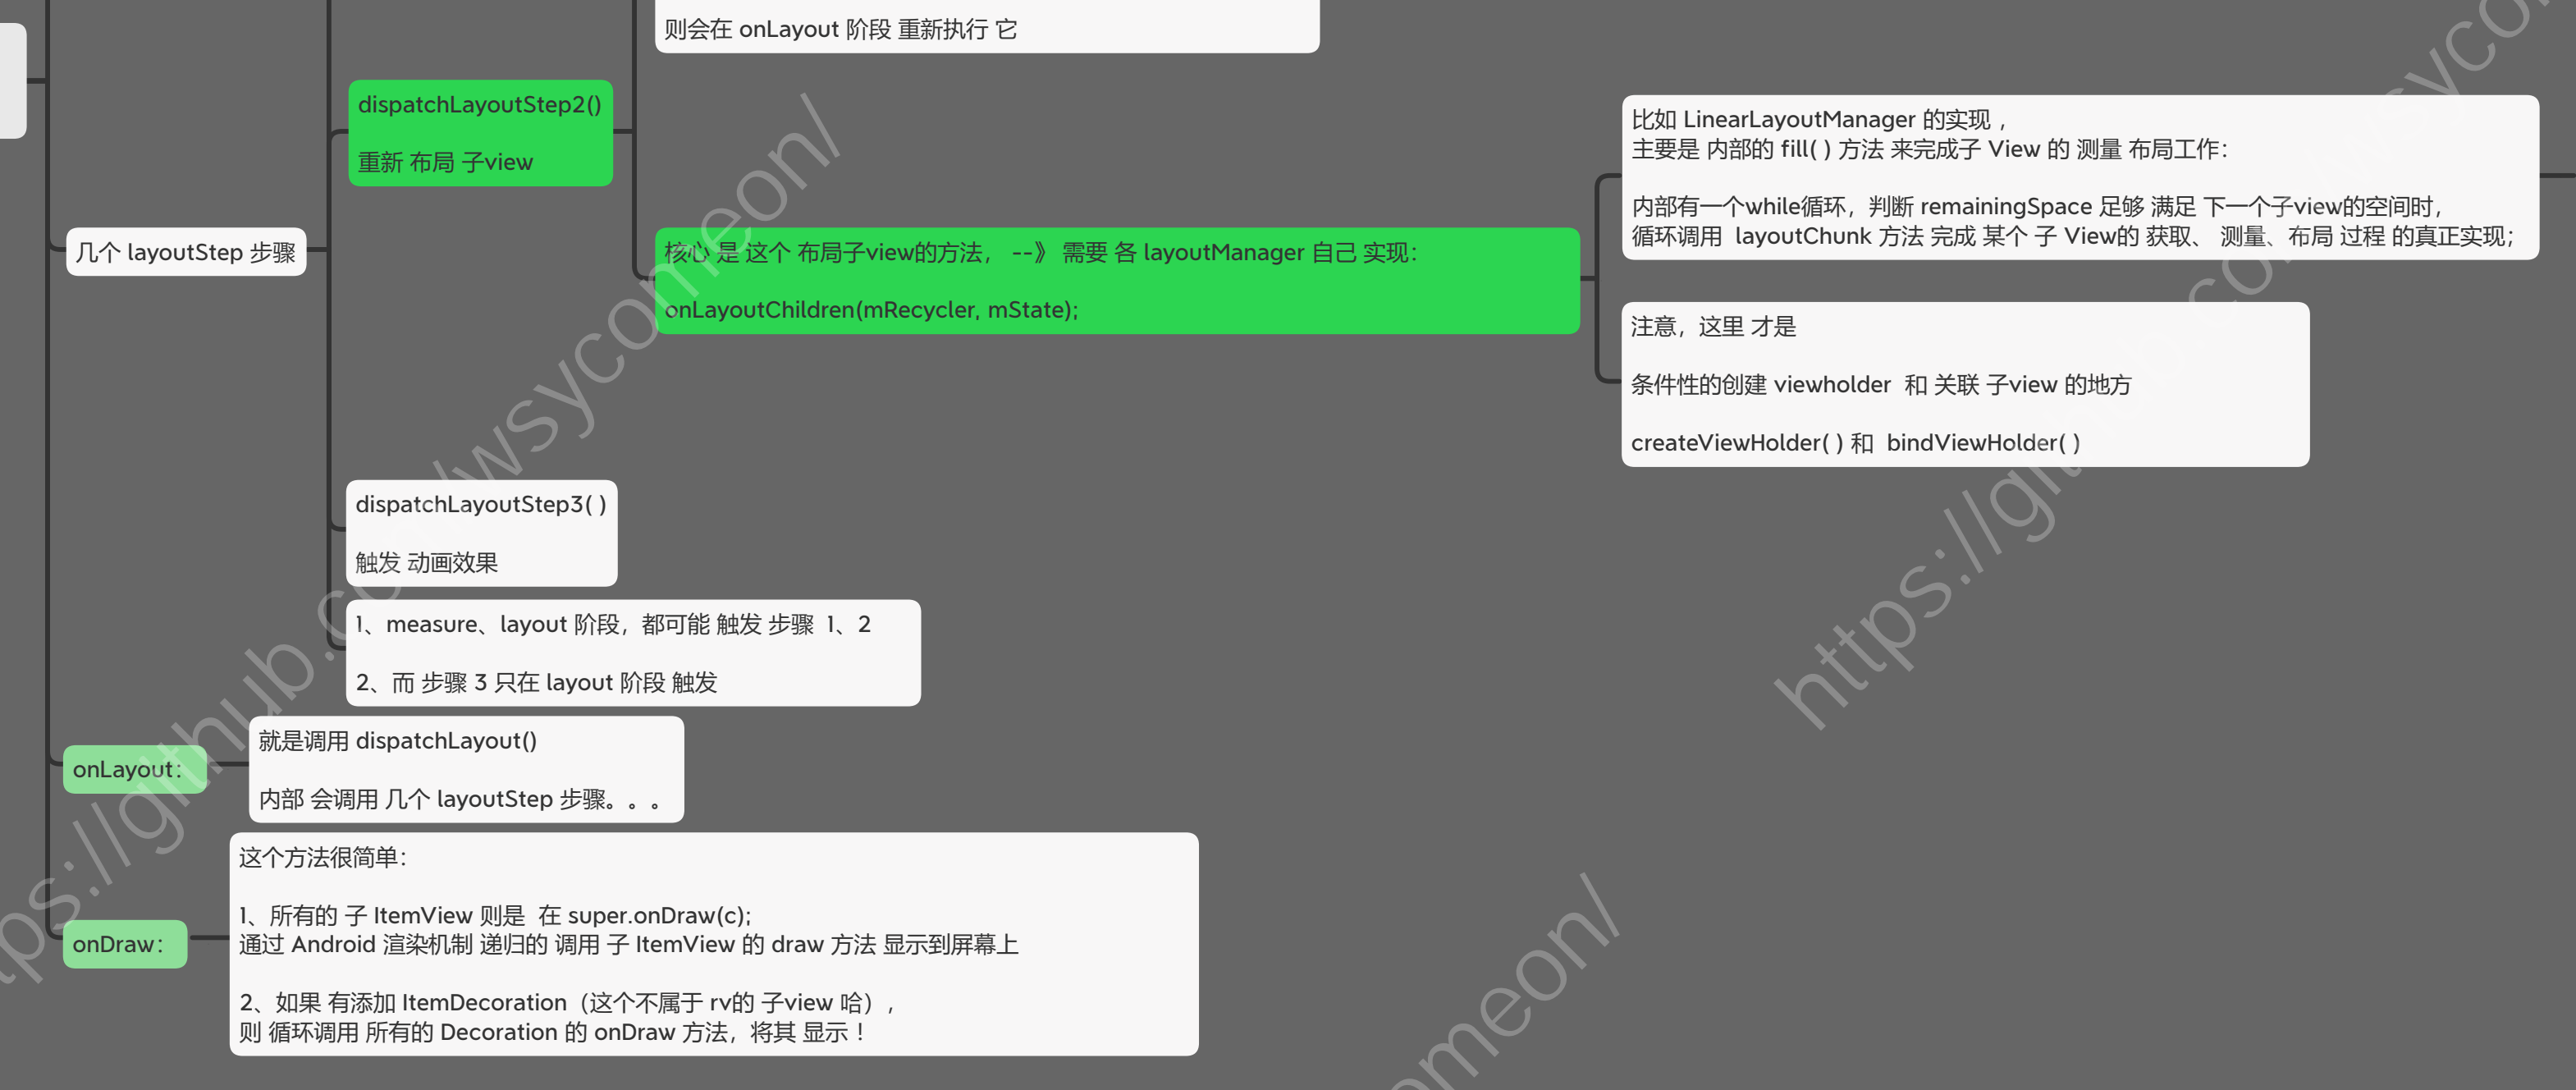 则会在 onLayout 阶段 重新执行 它
dispatchLayoutStep2()
重新 布局 子view
比如 LinearLayoutManager 的实现 ，
主要是 内部的 fill( ) 方法 来完成子 View 的 测量 布局工作：
内部有一个while循环，判断 remainingSpace 足够 满足 下一个子view的空间时，
循环调用  layoutChunk 方法 完成 某个 子 View的 获取、 测量、布局 过程 的真正实现；
几个 layoutStep 步骤
核心 是 这个 布局子view的方法， --》 需要 各 layoutManager 自己 实现：
onLayoutChildren(mRecycler, mState);
注意，这里 才是
条件性的创建 viewholder  和 关联 子view 的地方
createViewHolder( ) 和  bindViewHolder( )
dispatchLayoutStep3( )
触发 动画效果
1、measure、layout 阶段，都可能 触发 步骤  1、2
2、而 步骤 3 只在 layout 阶段 触发
onLayout：
就是调用 dispatchLayout()
内部 会调用 几个 layoutStep 步骤。。。
onDraw：
这个方法很简单：
1、所有的 子 ItemView 则是  在 super.onDraw(c);
通过 Android 渲染机制 递归的 调用 子 ItemView 的 draw 方法 显示到屏幕上
2、如果 有添加 ItemDecoration（这个不属于 rv的 子view 哈），
则 循环调用 所有的 Decoration 的 onDraw 方法，将其 显示！
tps://github.com/wsycomeon/
https://github.com/wsyco
omeon/